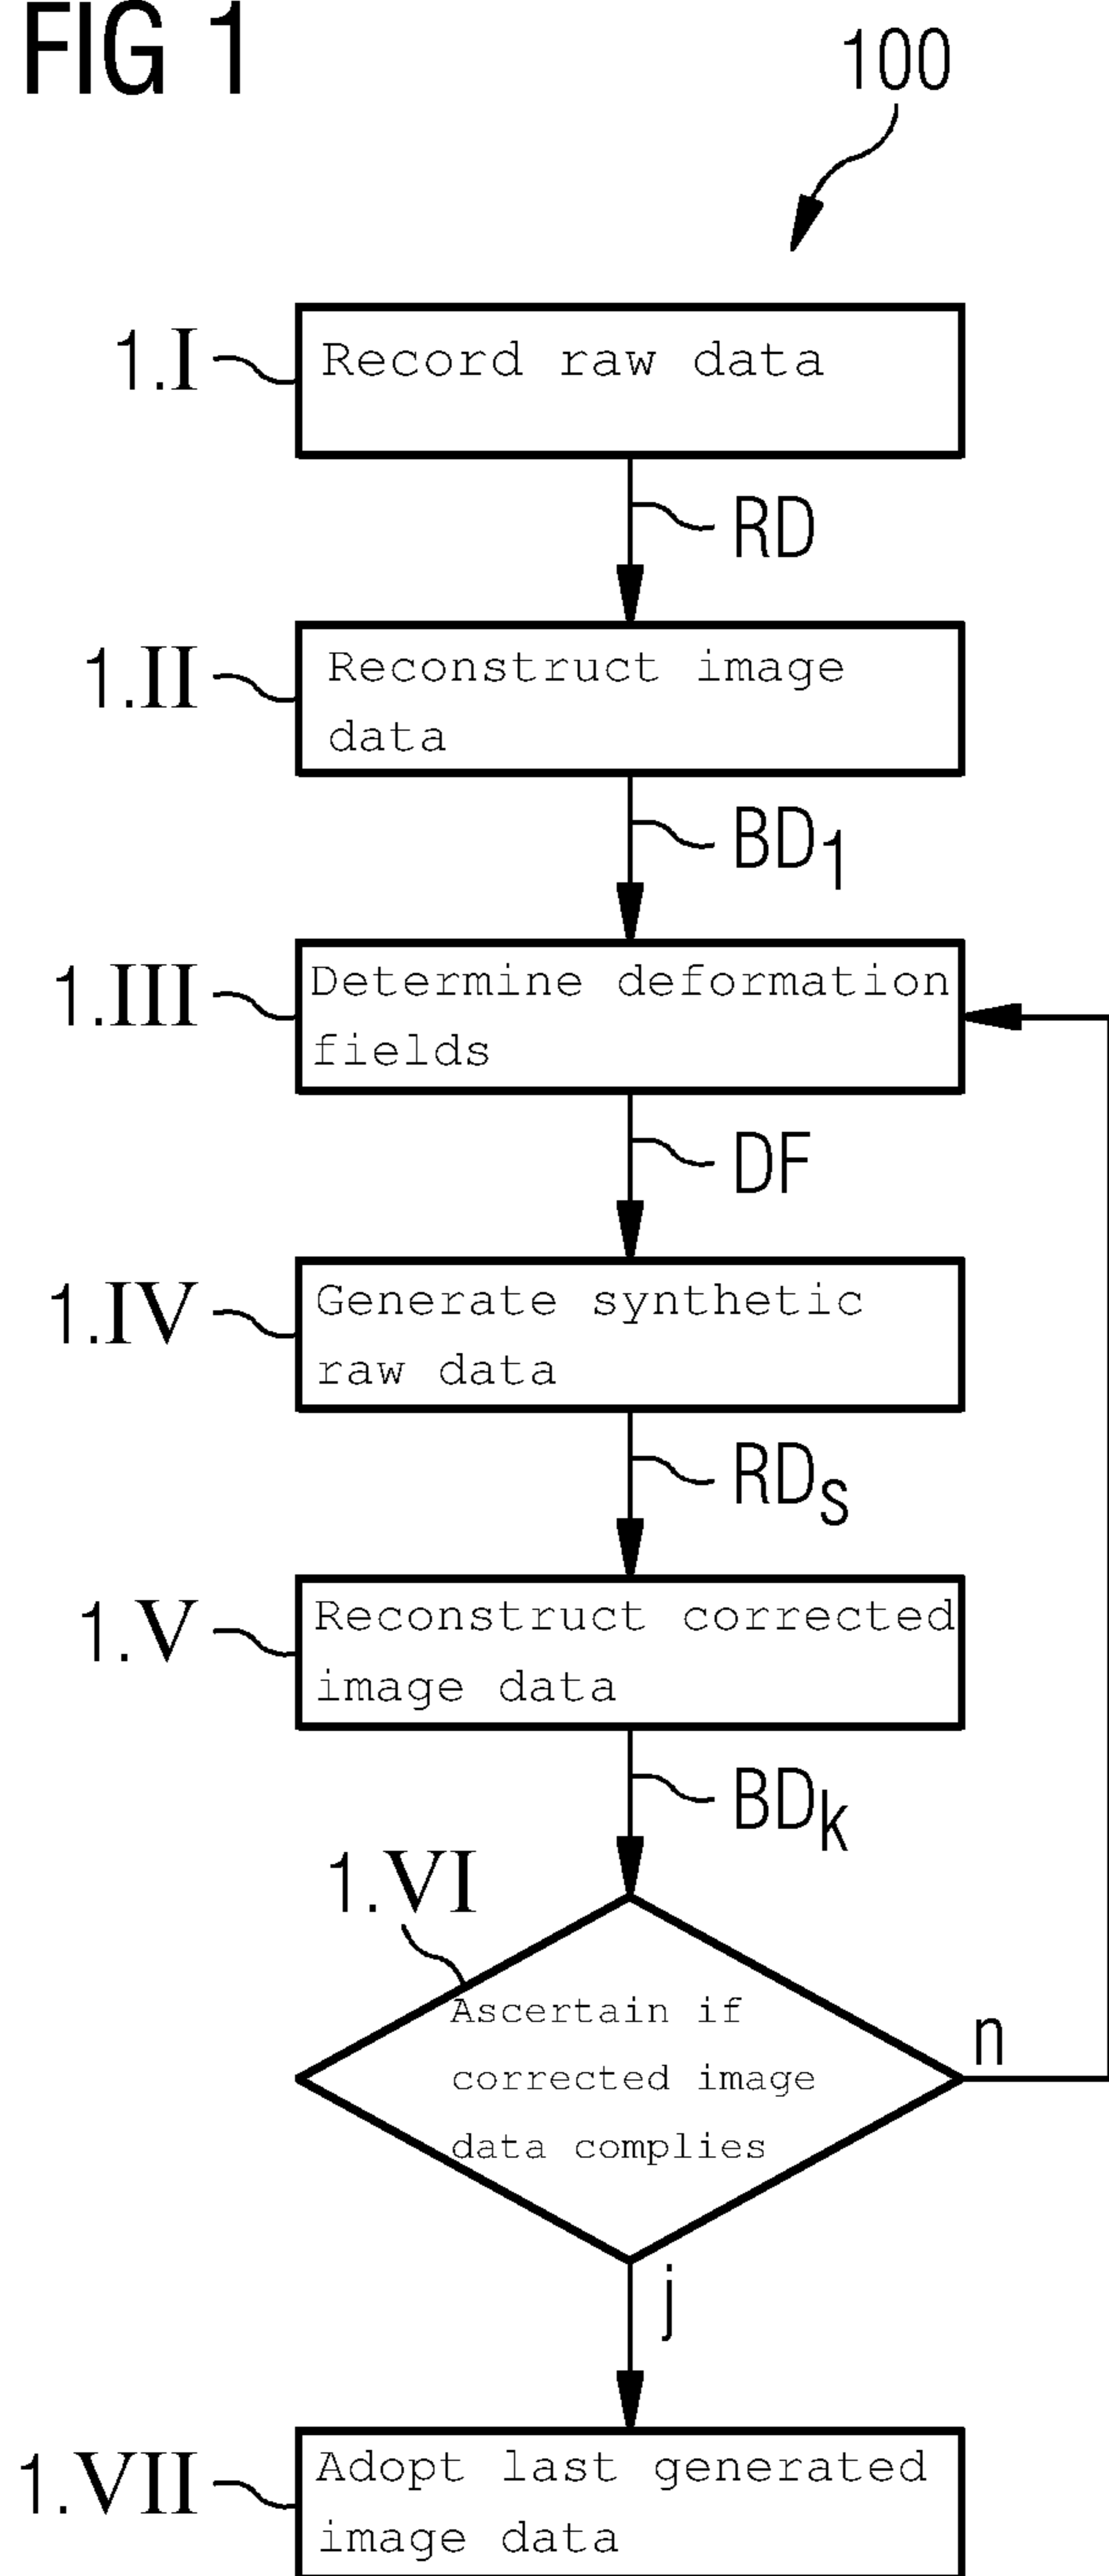 FIG 1
100
1.I
Record raw data
RD
1.II
Reconstruct image
data
BD1
1.III
Determine deformation
fields
DF
1.IV
Generate synthetic
raw data
RDS
1.V
Reconstruct corrected
image data
BDk
1.VI
Ascertain if
corrected image
data complies
n
j
1.VII
Adopt last generated
image data